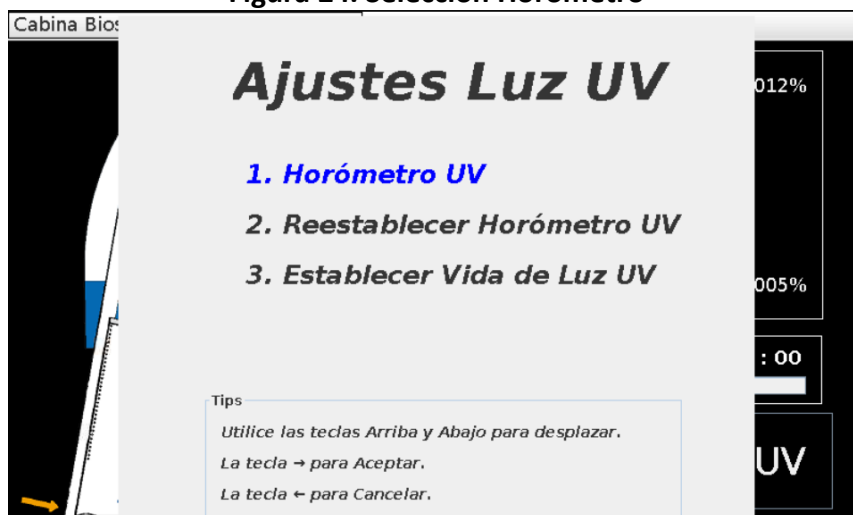 Cabina Bios
Ajustes Luz UV
012%
1. Horómetro UV
2. Reestablecer Horómetro UV
3. Establecer Vida de Luz UV
005%
: 00
Tips
Utilice las teclas Arriba y Abajo para desplazar.
La tecla → para Aceptar.
La tecla ← para Cancelar.
UV